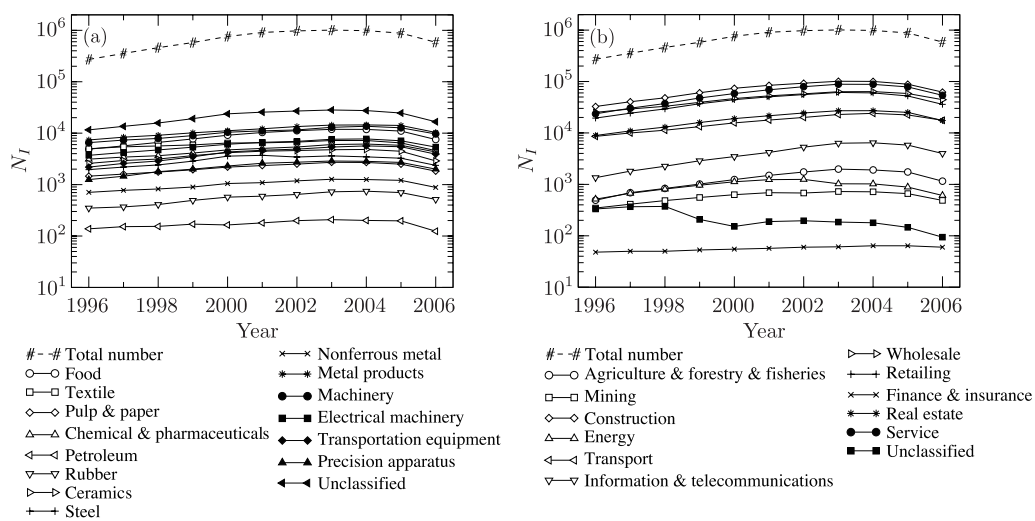 (a)
10^6
10^5
10^4
10^3
10^2
10^1
N_I
1996 1998 2000 2002 2004 2006
Year
# - - # Total number
Food
Textile
Pulp & paper
Chemical & pharmaceuticals
Petroleum
Rubber
Ceramics
Steel
Nonferrous metal
Metal products
Machinery
Electrical machinery
Transportation equipment
Precision apparatus
Unclassified
(b)
10^6
10^5
10^4
10^3
10^2
10^1
N_I
1996 1998 2000 2002 2004 2006
Year
# - - # Total number
Agriculture & forestry & fisheries
Mining
Construction
Energy
Transport
Information & telecommunications
Wholesale
Retailing
Finance & insurance
Real estate
Service
Unclassified